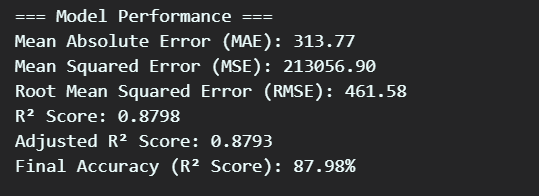 === Model Performance ===
Mean Absolute Error (MAE): 313.77
Mean Squared Error (MSE): 213056.90
Root Mean Squared Error (RMSE): 461.58
R² Score: 0.8798
Adjusted R² Score: 0.8793
Final Accuracy (R² Score): 87.98%